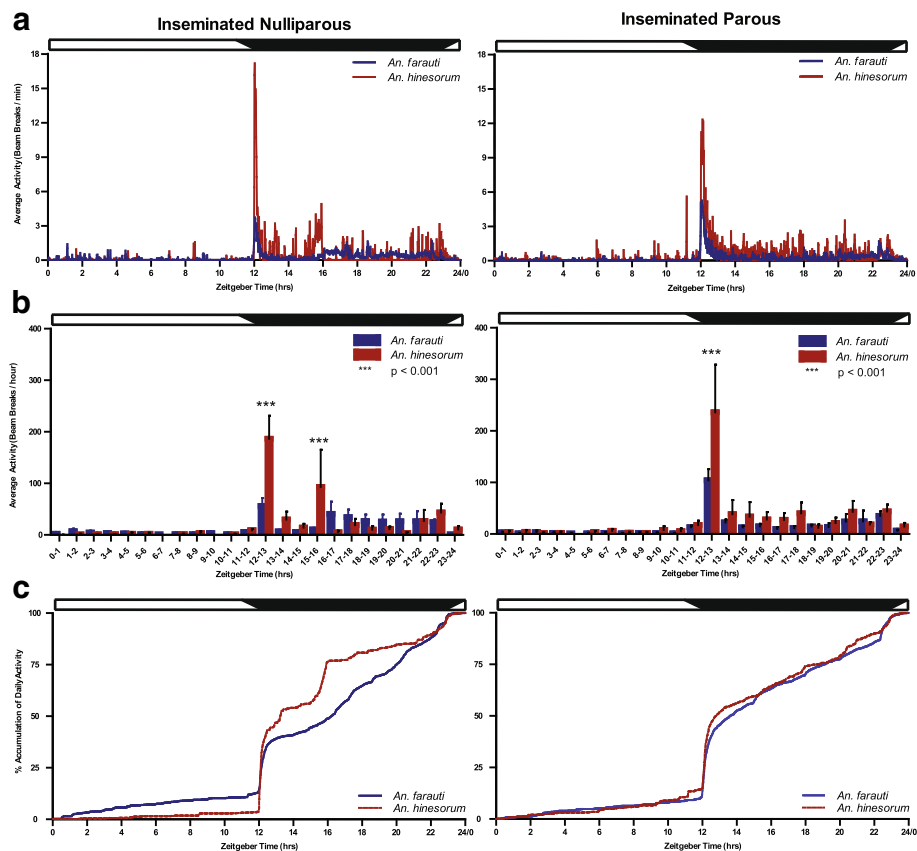 a
Inseminated Nulliparous
Inseminated Parous
18
15
12
9
6
3
0
Average Activity (Beam Breaks / min)
An. farauti
An. hinesorum
0 2 4 6 8 10 12 14 16 18 20 22 24/0
Zeitgeber Time (hrs)
18
15
12
9
6
3
0
An. farauti
An. hinesorum
0 2 4 6 8 10 12 14 16 18 20 22 24/0
Zeitgeber Time (hrs)
b
400
300
200
100
0
Average Activity (Beam Breaks / hour)
An. farauti
An. hinesorum
*** p < 0.001
***
***
0-1 1-2 2-3 3-4 4-5 5-6 6-7 7-8 8-9 9-10 10-11 11-12 12-13 13-14 14-15 15-16 16-17 17-18 18-19 19-20 20-21 21-22 22-23 23-24
Zeitgeber Time (hrs)
400
300
200
100
0
An. farauti
An. hinesorum
*** p < 0.001
***
0-1 1-2 2-3 3-4 4-5 5-6 6-7 7-8 8-9 9-10 10-11 11-12 12-13 13-14 14-15 15-16 16-17 17-18 18-19 19-20 20-21 21-22 22-23 23-24
Zeitgeber Time (hrs)
c
100
75
50
25
0
% Accumulation of Daily Activity
An. farauti
An. hinesorum
0 2 4 6 8 10 12 14 16 18 20 22 24/0
Zeitgeber Time (hrs)
100
75
50
25
0
An. farauti
An. hinesorum
0 2 4 6 8 10 12 14 16 18 20 22 24/0
Zeitgeber Time (hrs)